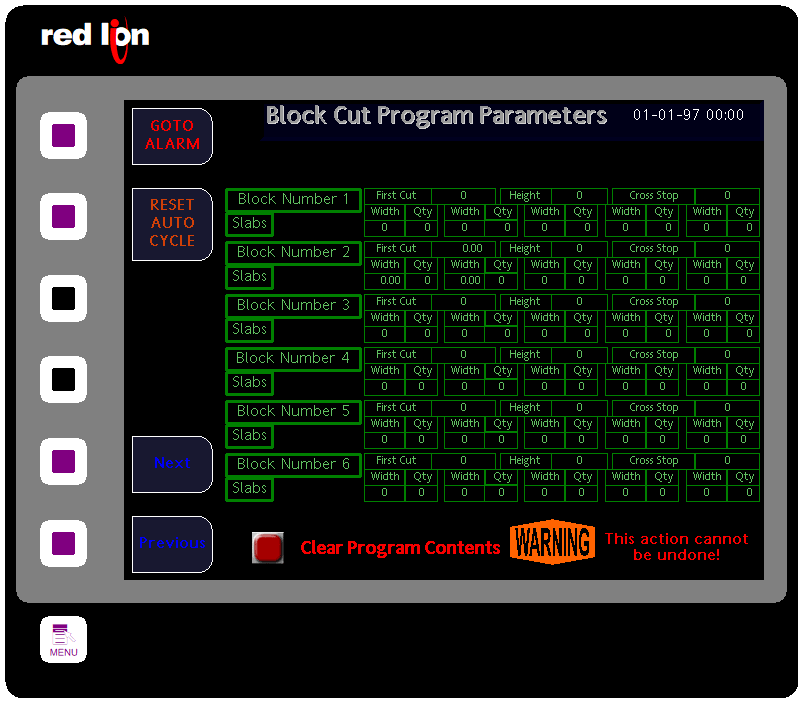 red lion
GOTO
ALARM
Block Cut Program Parameters 01-01-97 00:00
RESET
AUTO
CYCLE
Block Number 1 First Cut 0 Height 0 Cross Stop 0
Slabs Width Qty Width Qty Width Qty Width Qty Width Qty
0 0 0 0 0 0 0 0 0 0
Block Number 2 First Cut 0.00 Height 0 Cross Stop 0
Slabs Width Qty Width Qty Width Qty Width Qty Width Qty
0.00 0 0.00 0 0 0 0 0 0 0
Block Number 3 First Cut 0 Height 0 Cross Stop 0
Slabs Width Qty Width Qty Width Qty Width Qty Width Qty
0 0 0 0 0 0 0 0 0 0
Block Number 4 First Cut 0 Height 0 Cross Stop 0
Slabs Width Qty Width Qty Width Qty Width Qty Width Qty
0 0 0 0 0 0 0 0 0 0
Block Number 5 First Cut 0 Height 0 Cross Stop 0
Slabs Width Qty Width Qty Width Qty Width Qty Width Qty
0 0 0 0 0 0 0 0 0 0
Next
Block Number 6 First Cut 0 Height 0 Cross Stop 0
Slabs Width Qty Width Qty Width Qty Width Qty Width Qty
0 0 0 0 0 0 0 0 0 0
Previous
Clear Program Contents WARNING This action cannot
be undone!
MENU